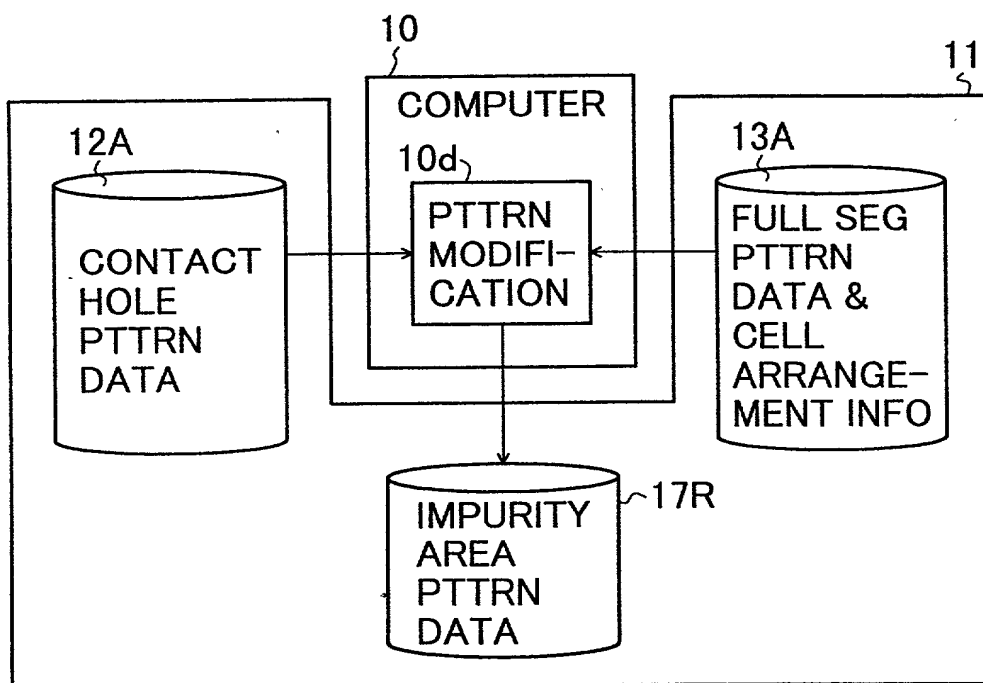 10
11
COMPUTER
12A
10d
13A
PTTRN
MODIFI-
CATION
CONTACT
HOLE
PTTRN
DATA
FULL SEG
PTTRN
DATA &
CELL
ARRANGE-
MENT INFO
IMPURITY
AREA
PTTRN
DATA
17R